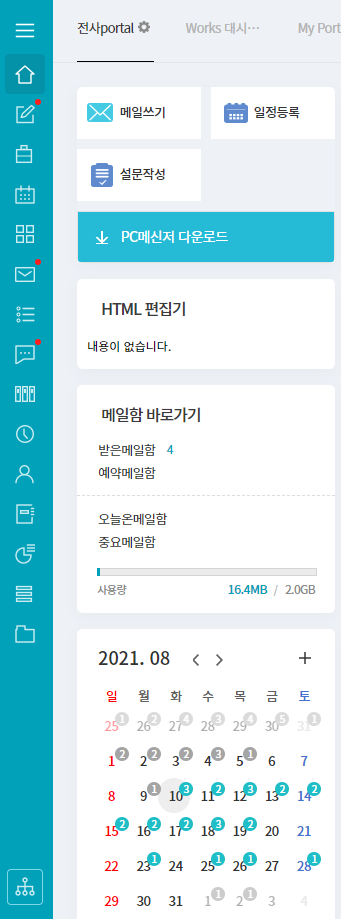 전사portal Works 대시… My Port
메일쓰기 일정등록
설문작성
PC메신저 다운로드
HTML 편집기
내용이 없습니다.
메일함 바로가기
받은메일함 4
예약메일함
오늘온메일함
중요메일함
사용량 16.4MB / 2.0GB
2021. 08
일 월 화 수 목 금 토
25 1 26 2 27 4 28 3 29 4 30 5 31 1
1 2 2 2 3 2 4 3 5 1 6 7
8 9 1 10 3 11 2 12 3 13 2 14 2
15 2 16 2 17 2 18 3 19 2 20 21
22 23 1 24 25 1 26 1 27 28 1
29 30 31 1 1 2 1 3 4